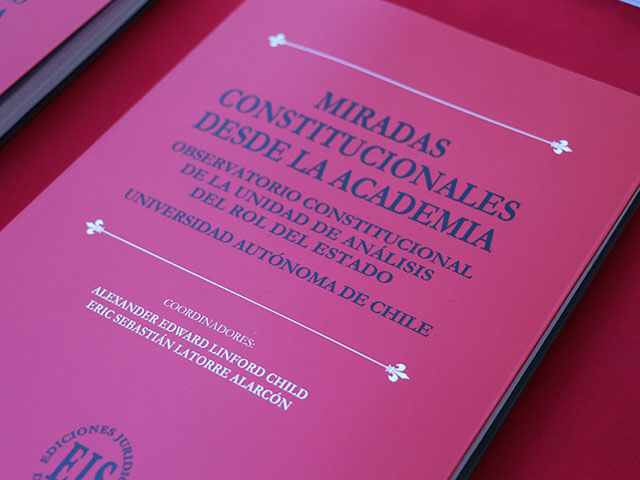 MIRADAS
CONSTITUCIONALES
DESDE LA ACADEMIA
OBSERVATORIO CONSTITUCIONAL
DE LA UNIDAD DE ANÁLISIS
DEL ROL DEL ESTADO
UNIVERSIDAD AUTÓNOMA DE CHILE
COORDINADORES:
ALEXANDER EDWARD LINFORD CHILD
ERIC SEBASTIÁN LATORRE ALARCÓN
EDICIONES JURIDIC
EJS